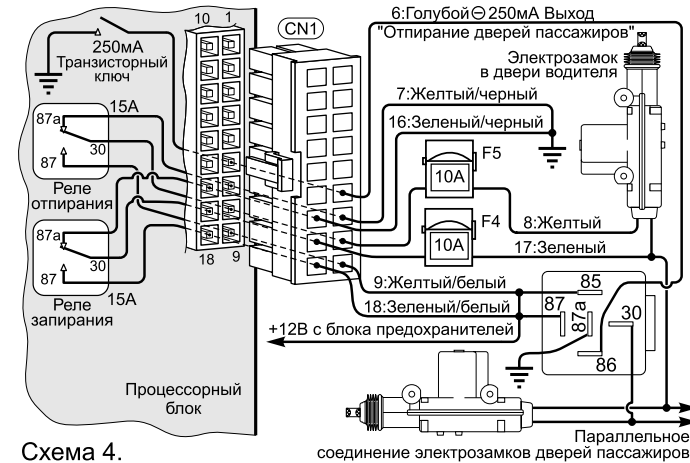 6:Голубой⊖250мА Выход
"Отпирание дверей пассажиров"
10
1
CN1
250мА
Транзисторный
ключ
Электрозамок
в двери водителя
7:Желтый/черный
16:Зеленый/черный
15А
87а
87
30
Реле
отпирания
F5
10А
F4
10А
8:Желтый
17:Зеленый
87а
87
30
18
9
15А
Реле
запирания
9:Желтый/белый
18:Зеленый/белый
+12В с блока предохранителей
85
87
87а
30
86
Процессорный
блок
Схема 4.
Параллельное
соединение электрозамков дверей пассажиров